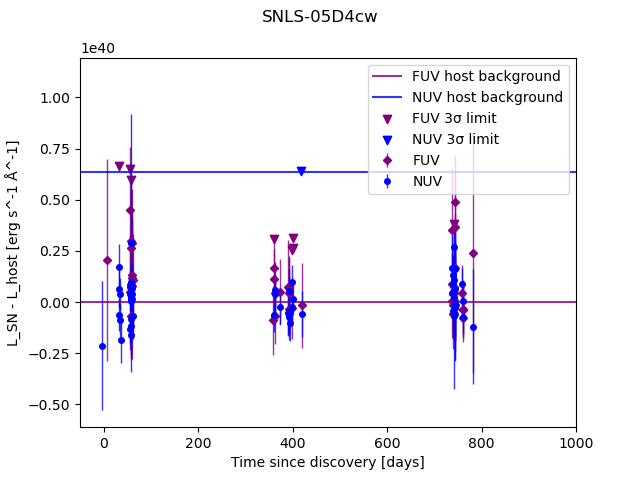 SNLS-05D4cw
1e40
FUV host background
NUV host background
FUV 3σ limit
NUV 3σ limit
FUV
NUV
1.00
0.75
0.50
0.25
0.00
−0.25
−0.50
L_SN - L_host [erg s^-1 Å^-1]
0 200 400 600 800 1000
Time since discovery [days]